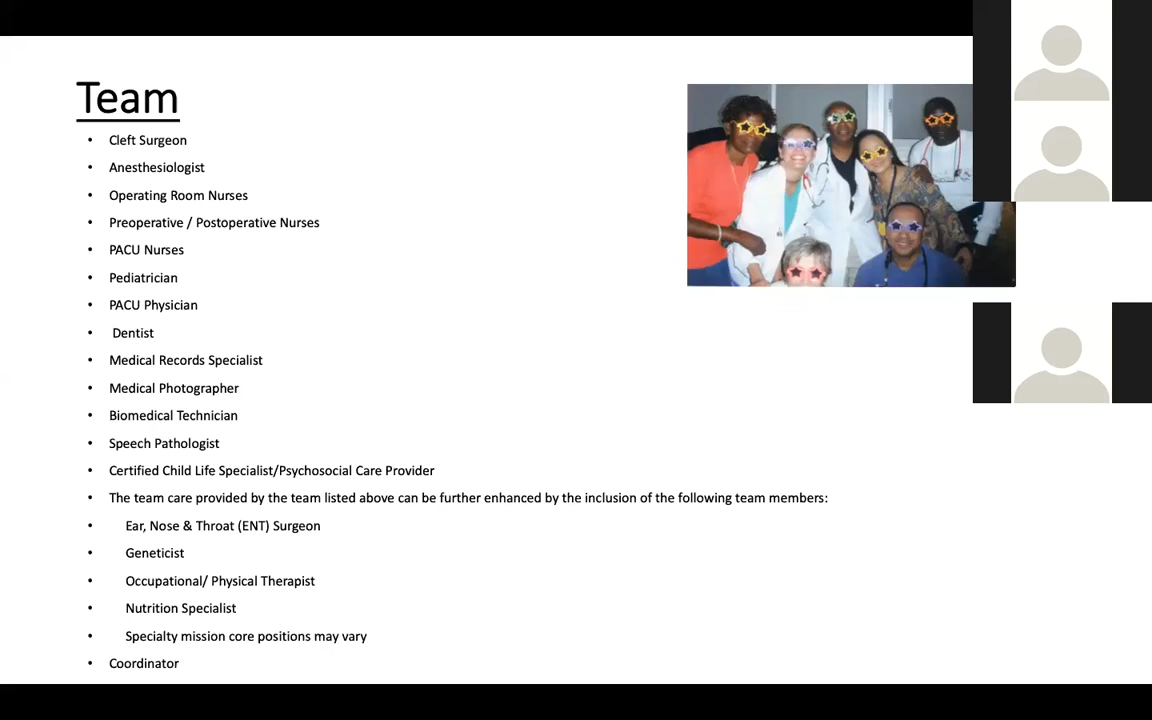 Team
• Cleft Surgeon
• Anesthesiologist
• Operating Room Nurses
• Preoperative / Postoperative Nurses
• PACU Nurses
• Pediatrician
• PACU Physician
• Dentist
• Medical Records Specialist
• Medical Photographer
• Biomedical Technician
• Speech Pathologist
• Certified Child Life Specialist/Psychosocial Care Provider
• The team care provided by the team listed above can be further enhanced by the inclusion of the following team members:
• Ear, Nose & Throat (ENT) Surgeon
• Geneticist
• Occupational/ Physical Therapist
• Nutrition Specialist
• Specialty mission core positions may vary
• Coordinator